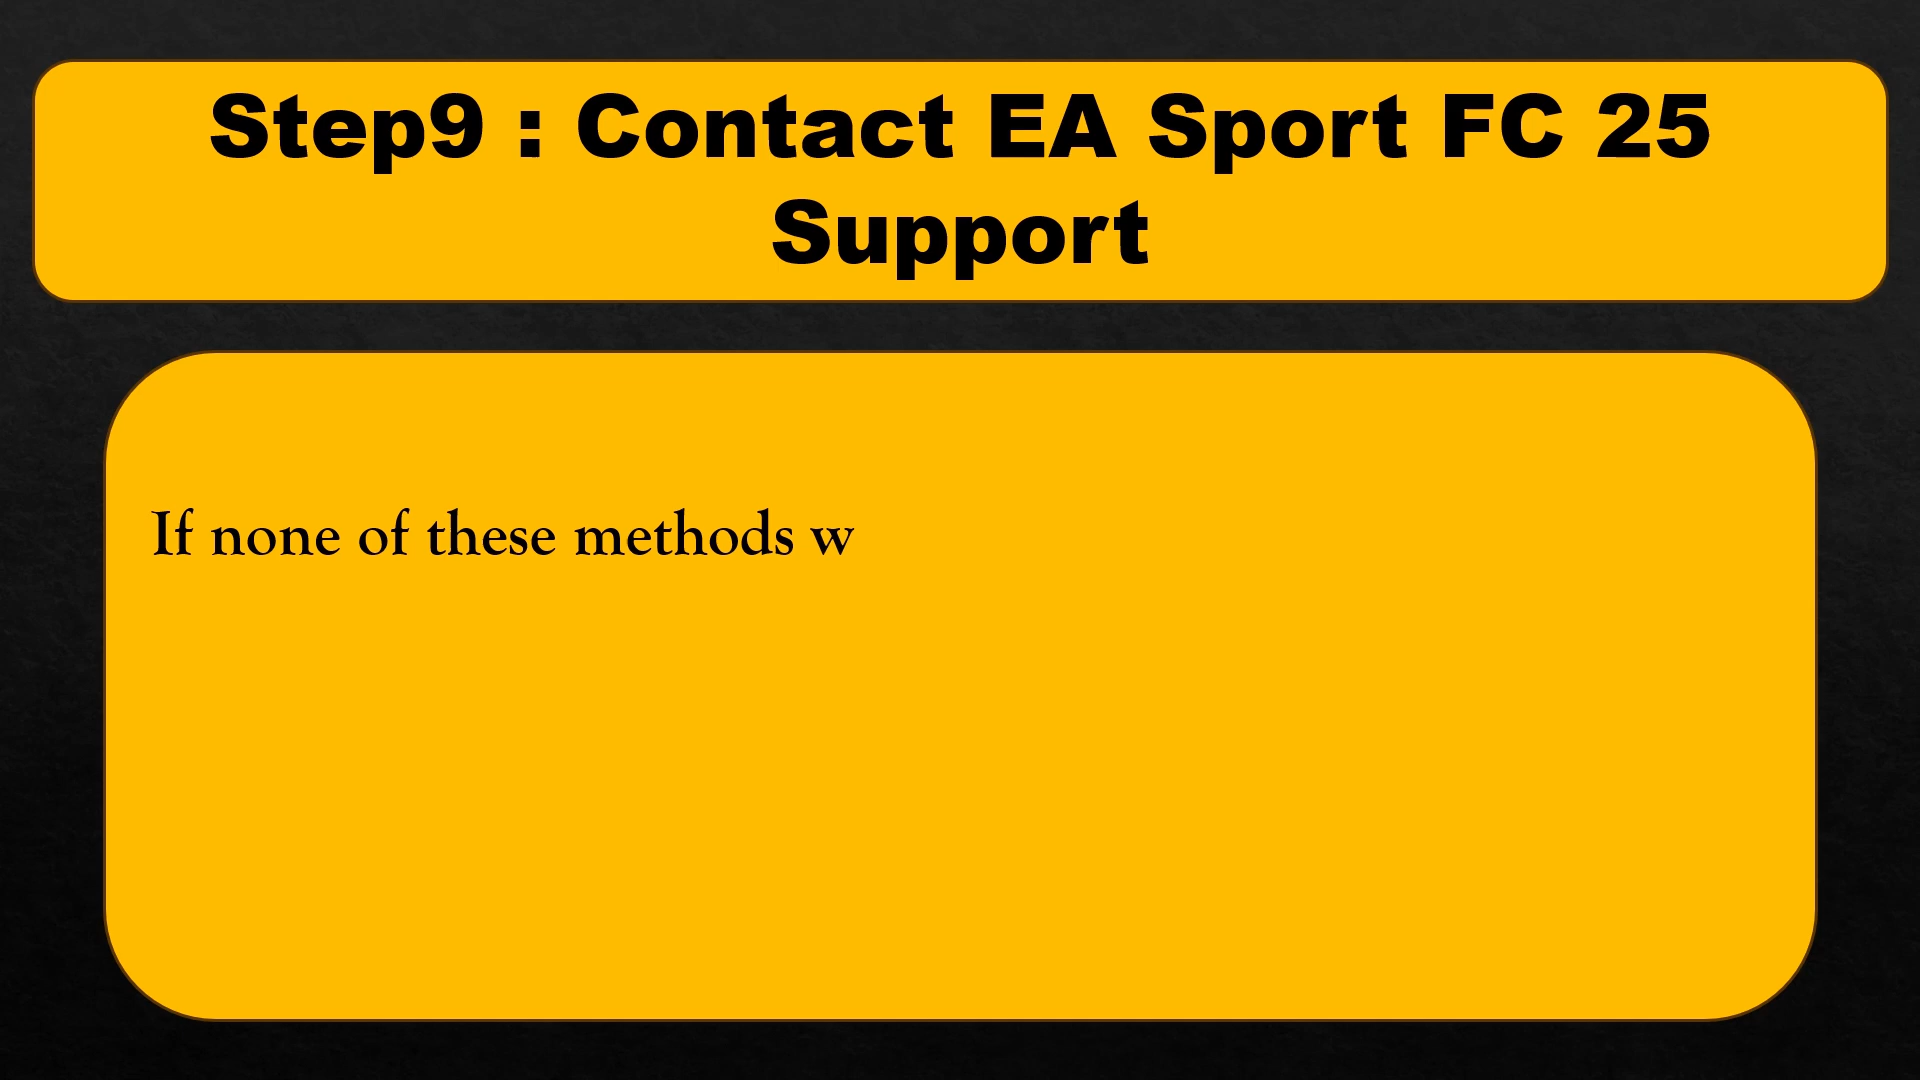 Step9 : Contact EA Sport FC 25
Support
If none of these methods w